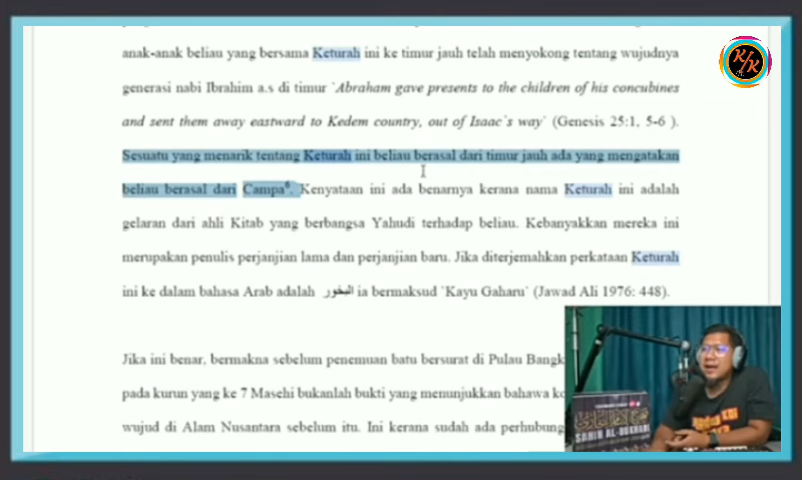 anak-anak beliau yang bersama Keturah ini ke timur jauh telah menyokong tentang wujudnya
generasi nabi Ibrahim a.s di timur `Abraham gave presents to the children of his concubines
and sent them away eastward to Kedem country, out of Isaac`s way` (Genesis 25:1, 5-6 ).
Sesuatu yang menarik tentang Keturah ini beliau berasal dari timur jauh ada yang mengatakan
beliau berasal dari Campa⁶. Kenyataan ini ada benarnya kerana nama Keturah ini adalah
gelaran dari ahli Kitab yang berbangsa Yahudi terhadap beliau. Kebanyakkan mereka ini
merupakan penulis perjanjian lama dan perjanjian baru. Jika diterjemahkan perkataan Keturah
ini ke dalam bahasa Arab adalah البخور ia bermaksud `Kayu Gaharu` (Jawad Ali 1976: 448).
Jika ini benar, bermakna sebelum penemuan batu bersurat di Pulau Bangk
pada kurun yang ke 7 Masehi bukanlah bukti yang menunjukkan bahawa
wujud di Alam Nusantara sebelum itu. Ini kerana sudah ada perhubung
K/K
SAHIH AL-BUKHARI